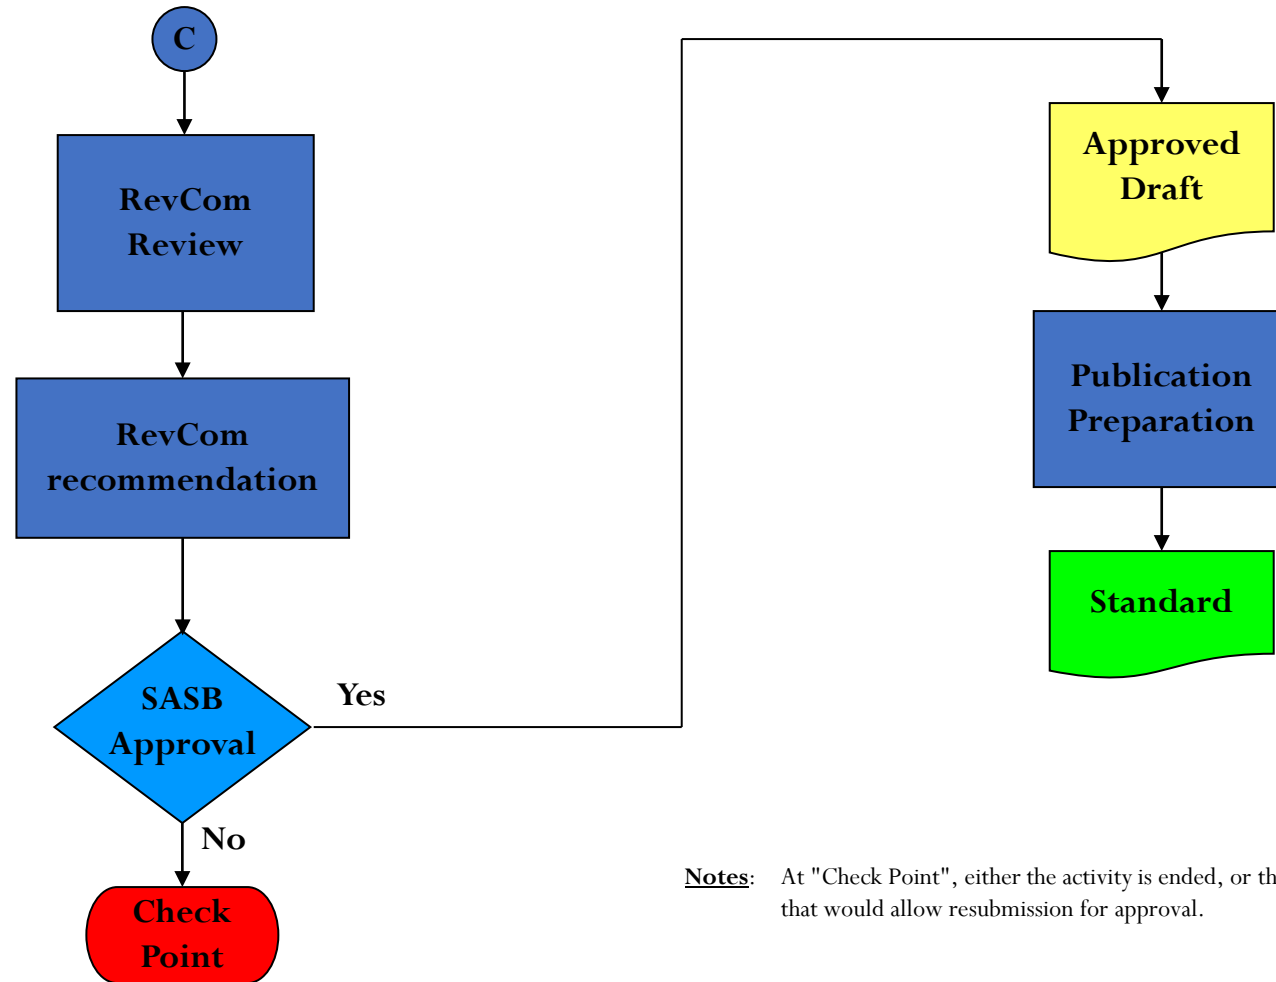 C
RevCom
Review
RevCom
recommendation
SASB
Approval
Yes
No
Check
Point
Approved
Draft
Publication
Preparation
Standard
Notes: At "Check Point", either the activity is ended, or th
that would allow resubmission for approval.